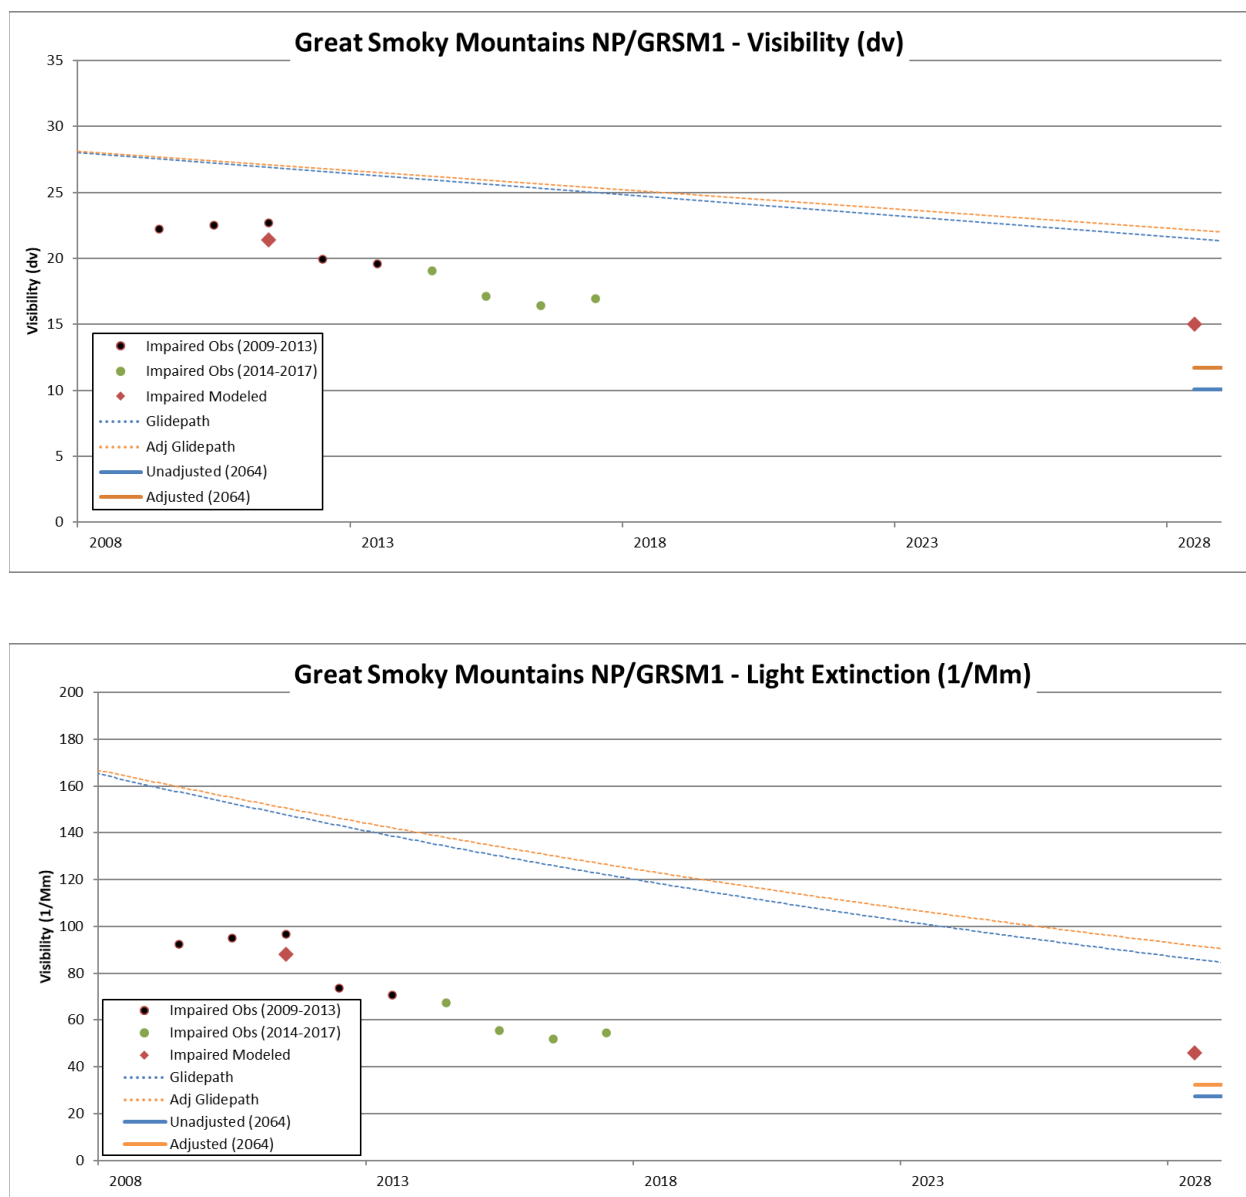 Great Smoky Mountains NP/GRSM1 - Visibility (dv)
35
30
25
20
15
10
5
0
Visibility (dv)
Impaired Obs (2009-2013)
Impaired Obs (2014-2017)
Impaired Modeled
Glidepath
Adj Glidepath
Unadjusted (2064)
Adjusted (2064)
2008 2013 2018 2023 2028
Great Smoky Mountains NP/GRSM1 - Light Extinction (1/Mm)
200
180
160
140
120
100
80
60
40
20
0
Visibility (1/Mm)
Impaired Obs (2009-2013)
Impaired Obs (2014-2017)
Impaired Modeled
Glidepath
Adj Glidepath
Unadjusted (2064)
Adjusted (2064)
2008 2013 2018 2023 2028